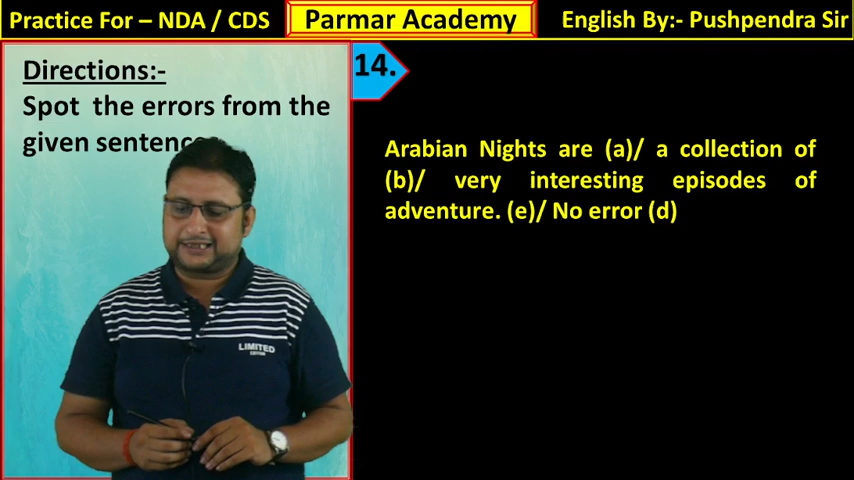 Practice For – NDA / CDS
Parmar Academy
English By:- Pushpendra Sir
Directions:-
Spot the errors from the
given sentence
14.
Arabian Nights are (a)/ a collection of
(b)/ very interesting episodes of
adventure. (e)/ No error (d)
LIMITED
EDITION